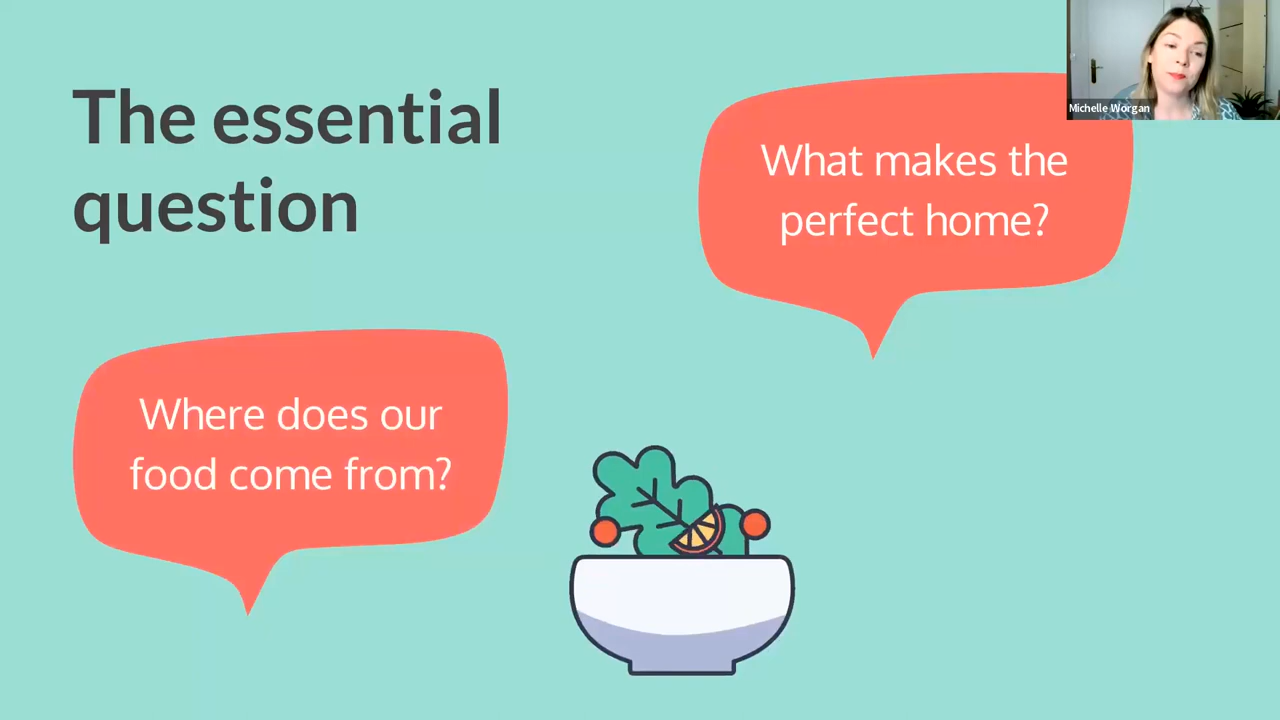 The essential
question
What makes the
perfect home?
Michelle Worgan
Where does our
food come from?